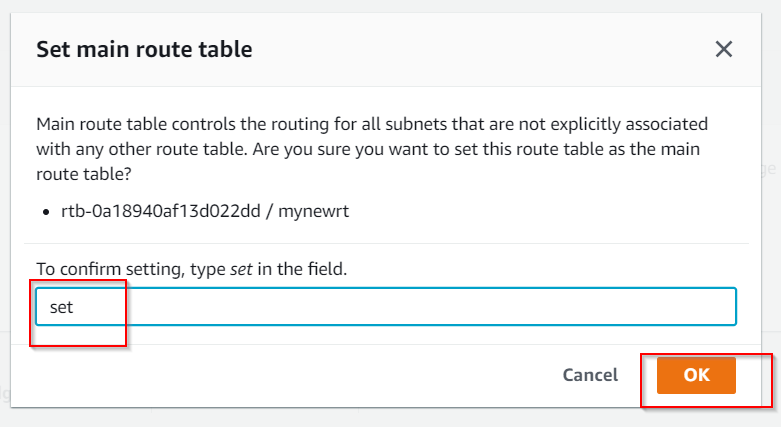 Set main route table
Main route table controls the routing for all subnets that are not explicitly associated
with any other route table. Are you sure you want to set this route table as the main
route table?
• rtb-0a18940af13d022dd / mynewrt
To confirm setting, type set in the field.
set
Cancel
OK